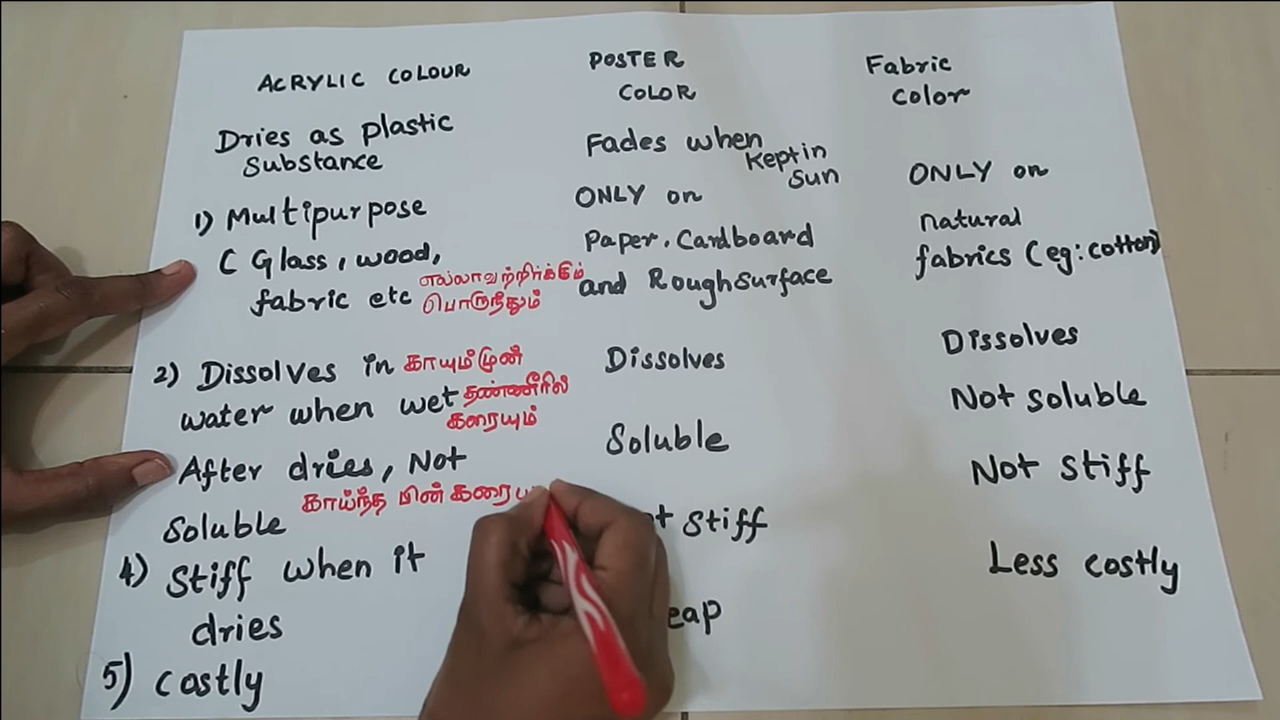 ACRYLIC COLOUR
Dries as plastic
substance
1) Multipurpose
( Glass, wood,
fabric etc எல்லாவற்றிற்க்கும்
பொருந்தும்
2) Dissolves in காயும்முன்
water when wet தண்ணீரில்
கரையும்
After dries, Not
காய்ந்த பின் கரைய
Soluble
4) Stiff when it
dries
5) Costly
POSTER
COLOR
Fades when
kept in
sun
ONLY on
Paper, Cardboard
and Rough surface
Dissolves
Soluble
stiff
Fabric
color
ONLY on
natural
fabrics (eg: cotton)
Dissolves
Not soluble
Not stiff
Less costly